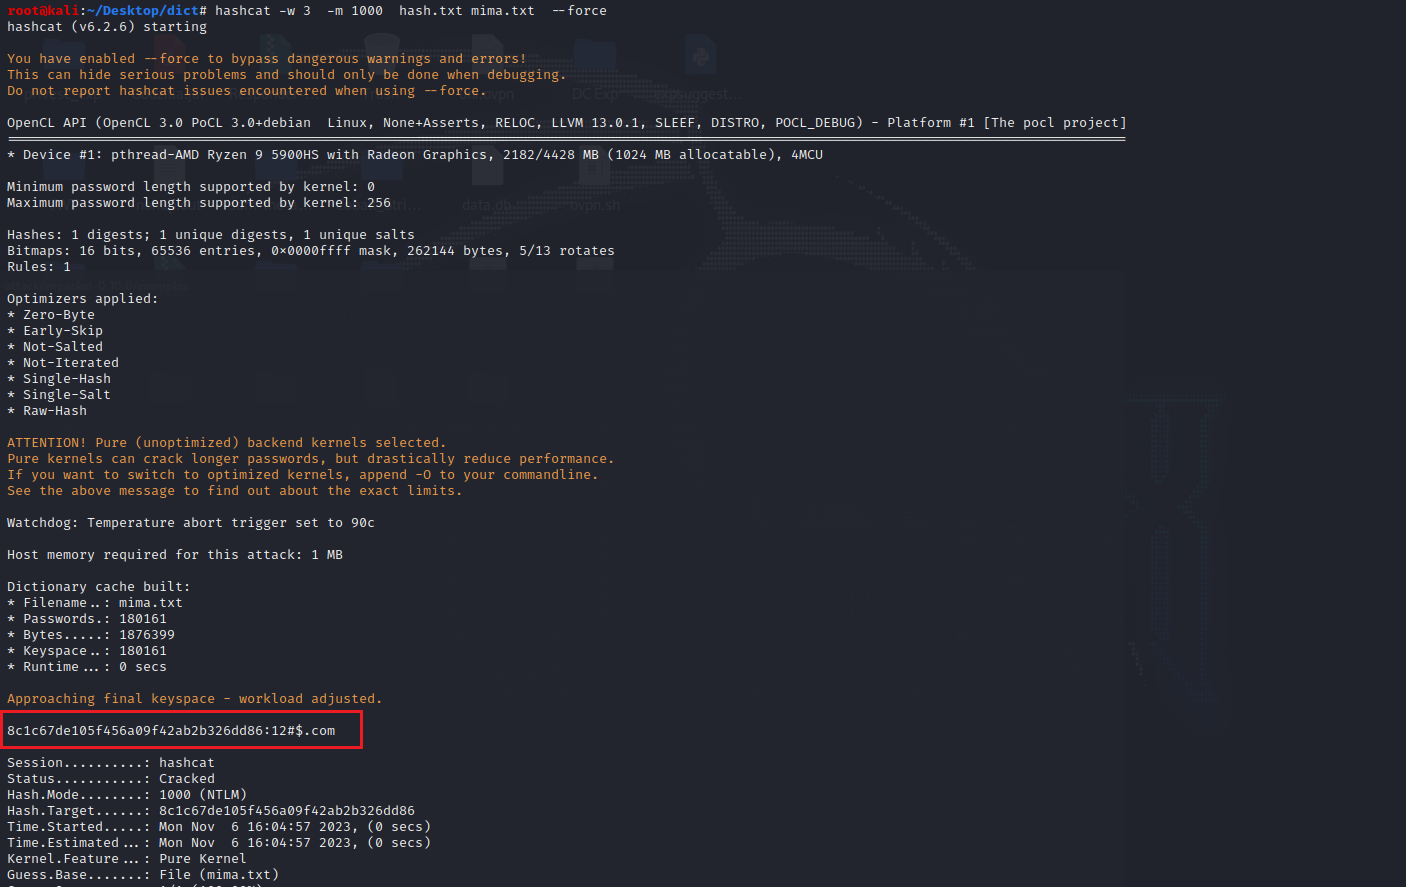 root@kali:~/Desktop/dict# hashcat -w 3  -m 1000  hash.txt mima.txt  --force
hashcat (v6.2.6) starting
You have enabled --force to bypass dangerous warnings and errors!
This can hide serious problems and should only be done when debugging.
Do not report hashcat issues encountered when using --force.
OpenCL API (OpenCL 3.0 PoCL 3.0+debian  Linux, None+Asserts, RELOC, LLVM 13.0.1, SLEEF, DISTRO, POCL_DEBUG) - Platform #1 [The pocl project]
* Device #1: pthread-AMD Ryzen 9 5900HS with Radeon Graphics, 2182/4428 MB (1024 MB allocatable), 4MCU
Minimum password length supported by kernel: 0
Maximum password length supported by kernel: 256
data.db
ovpn.sh
Hashes: 1 digests; 1 unique digests, 1 unique salts
Bitmaps: 16 bits, 65536 entries, 0x0000ffff mask, 262144 bytes, 5/13 rotates
Rules: 1
Optimizers applied:
* Zero-Byte
* Early-Skip
* Not-Salted
* Not-Iterated
* Single-Hash
* Single-Salt
* Raw-Hash
ATTENTION! Pure (unoptimized) backend kernels selected.
Pure kernels can crack longer passwords, but drastically reduce performance.
If you want to switch to optimized kernels, append -O to your commandline.
See the above message to find out about the exact limits.
Watchdog: Temperature abort trigger set to 90c
Host memory required for this attack: 1 MB
Dictionary cache built:
* Filename..: mima.txt
* Passwords.: 180161
* Bytes.....: 1876399
* Keyspace..: 180161
* Runtime...: 0 secs
Approaching final keyspace - workload adjusted.
8c1c67de105f456a09f42ab2b326dd86:12#$.com
Session..........: hashcat
Status...........: Cracked
Hash.Mode........: 1000 (NTLM)
Hash.Target......: 8c1c67de105f456a09f42ab2b326dd86
Time.Started.....: Mon Nov  6 16:04:57 2023, (0 secs)
Time.Estimated...: Mon Nov  6 16:04:57 2023, (0 secs)
Kernel.Feature...: Pure Kernel
Guess.Base.......: File (mima.txt)